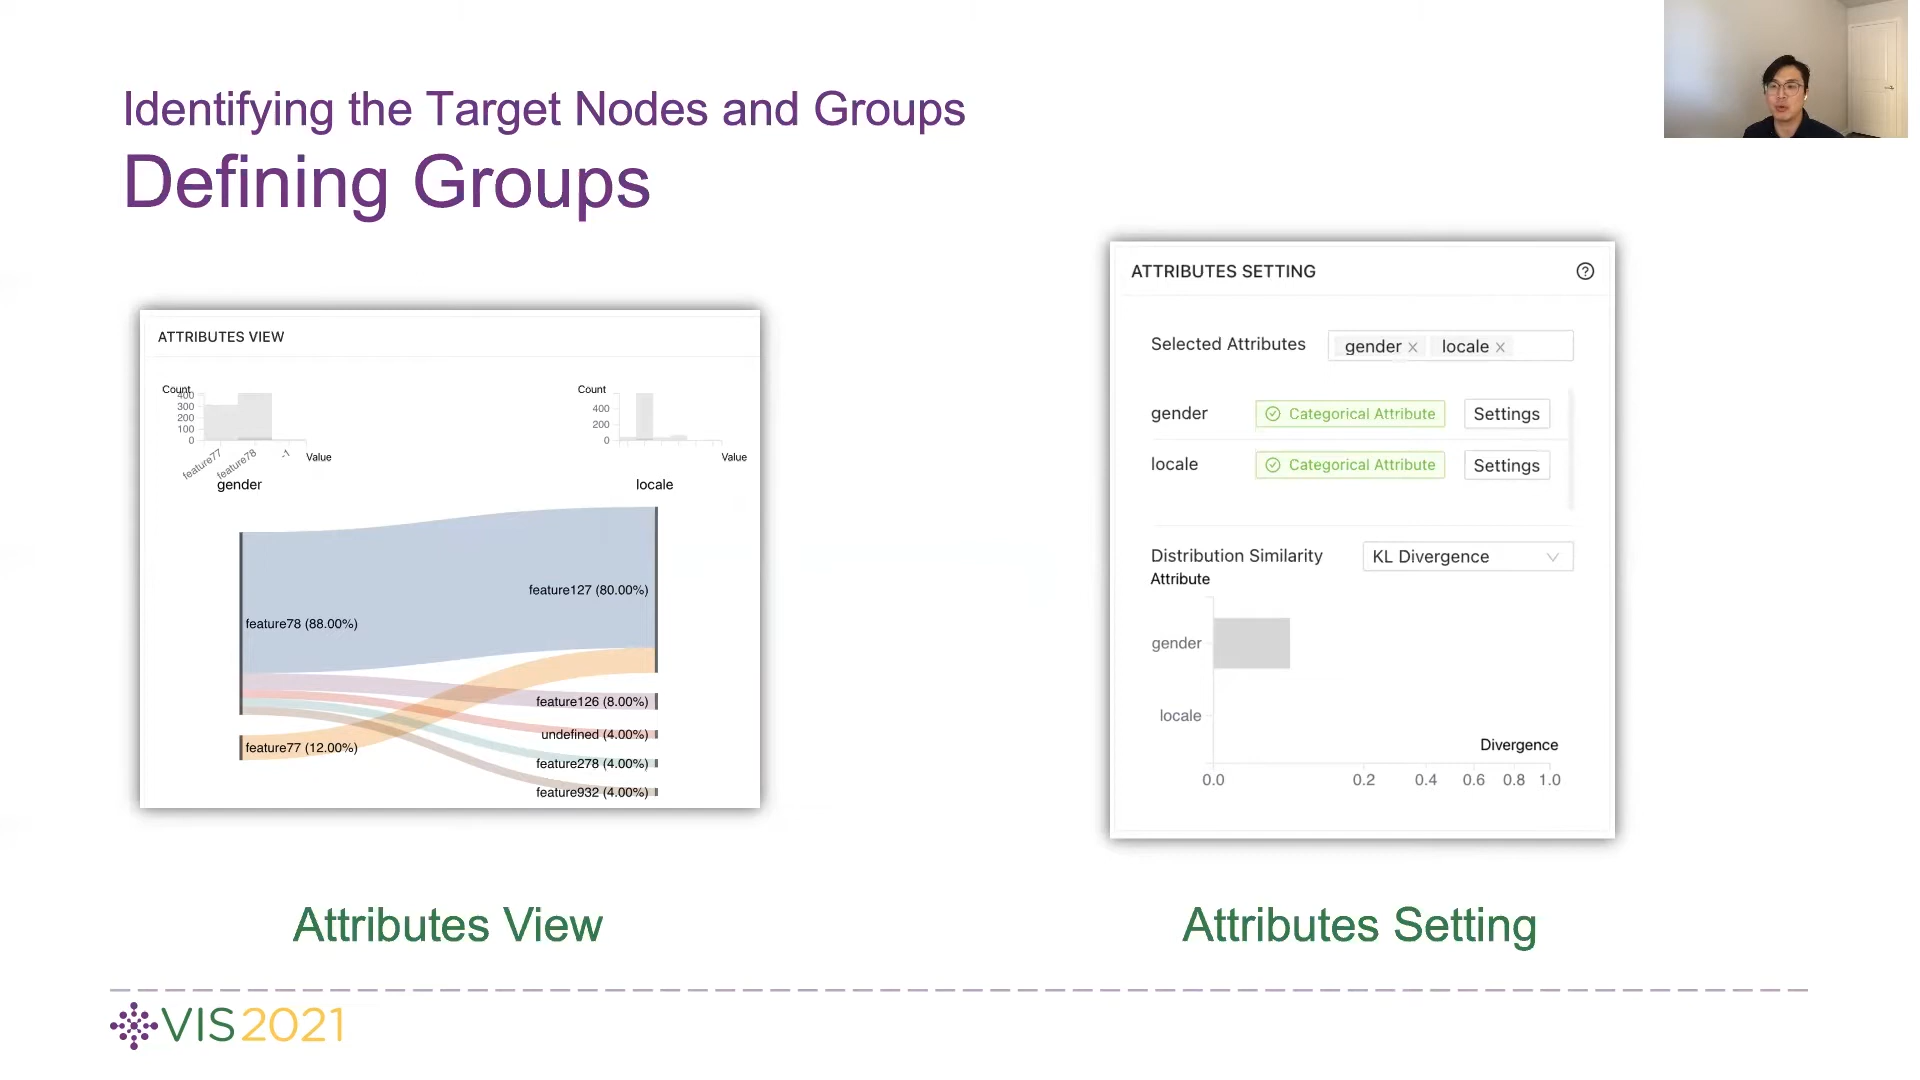 Identifying the Target Nodes and Groups
Defining Groups
ATTRIBUTES VIEW
Count
400
300
200
100
0
feature77
feature78
-1
Value
gender
Count
400
200
0
Value
locale
feature127 (80.00%)
feature78 (88.00%)
feature126 (8.00%)
undefined (4.00%)
feature77 (12.00%)
feature278 (4.00%)
feature932 (4.00%)
Attributes View
ATTRIBUTES SETTING
?
Selected Attributes gender × locale ×
gender Categorical Attribute Settings
locale Categorical Attribute Settings
Distribution Similarity KL Divergence
Attribute
gender
locale
Divergence
0.0 0.2 0.4 0.6 0.8 1.0
Attributes Setting
VIS2021